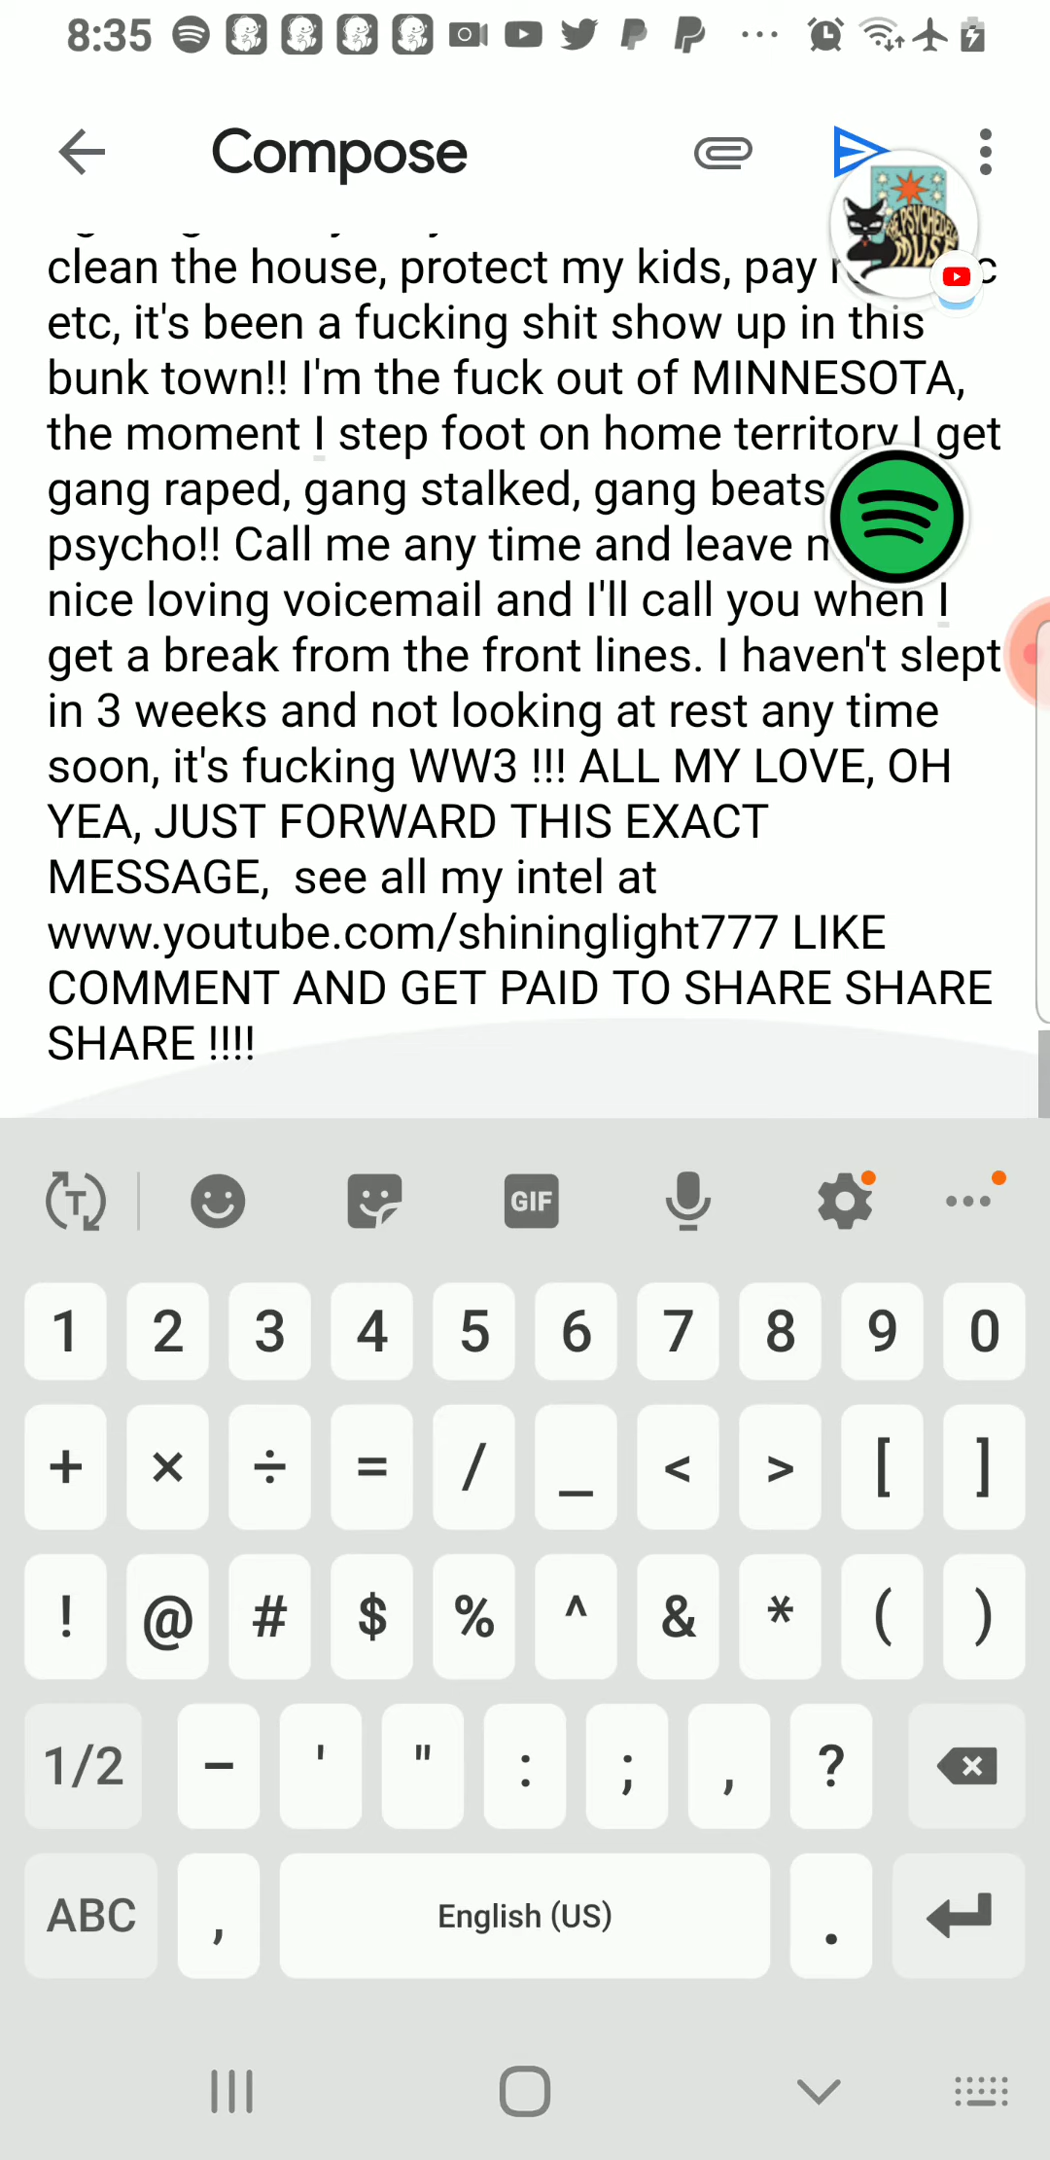 8:35
Compose
clean the house, protect my kids, pay
etc, it's been a fucking shit show up in this
bunk town!! I'm the fuck out of MINNESOTA,
the moment I step foot on home territory I get
gang raped, gang stalked, gang beats
psycho!! Call me any time and leave
nice loving voicemail and I'll call you when I
get a break from the front lines. I haven't slept
in 3 weeks and not looking at rest any time
soon, it's fucking WW3 !!! ALL MY LOVE, OH
YEA, JUST FORWARD THIS EXACT
MESSAGE,  see all my intel at
www.youtube.com/shininglight777 LIKE
COMMENT AND GET PAID TO SHARE SHARE
SHARE !!!!
T GIF
1 2 3 4 5 6 7 8 9 0
+ × ÷ = / _ < > [ ]
! @ # $ % ^ & * ( )
1/2 – ' " : ; , ?
ABC , English (US) .